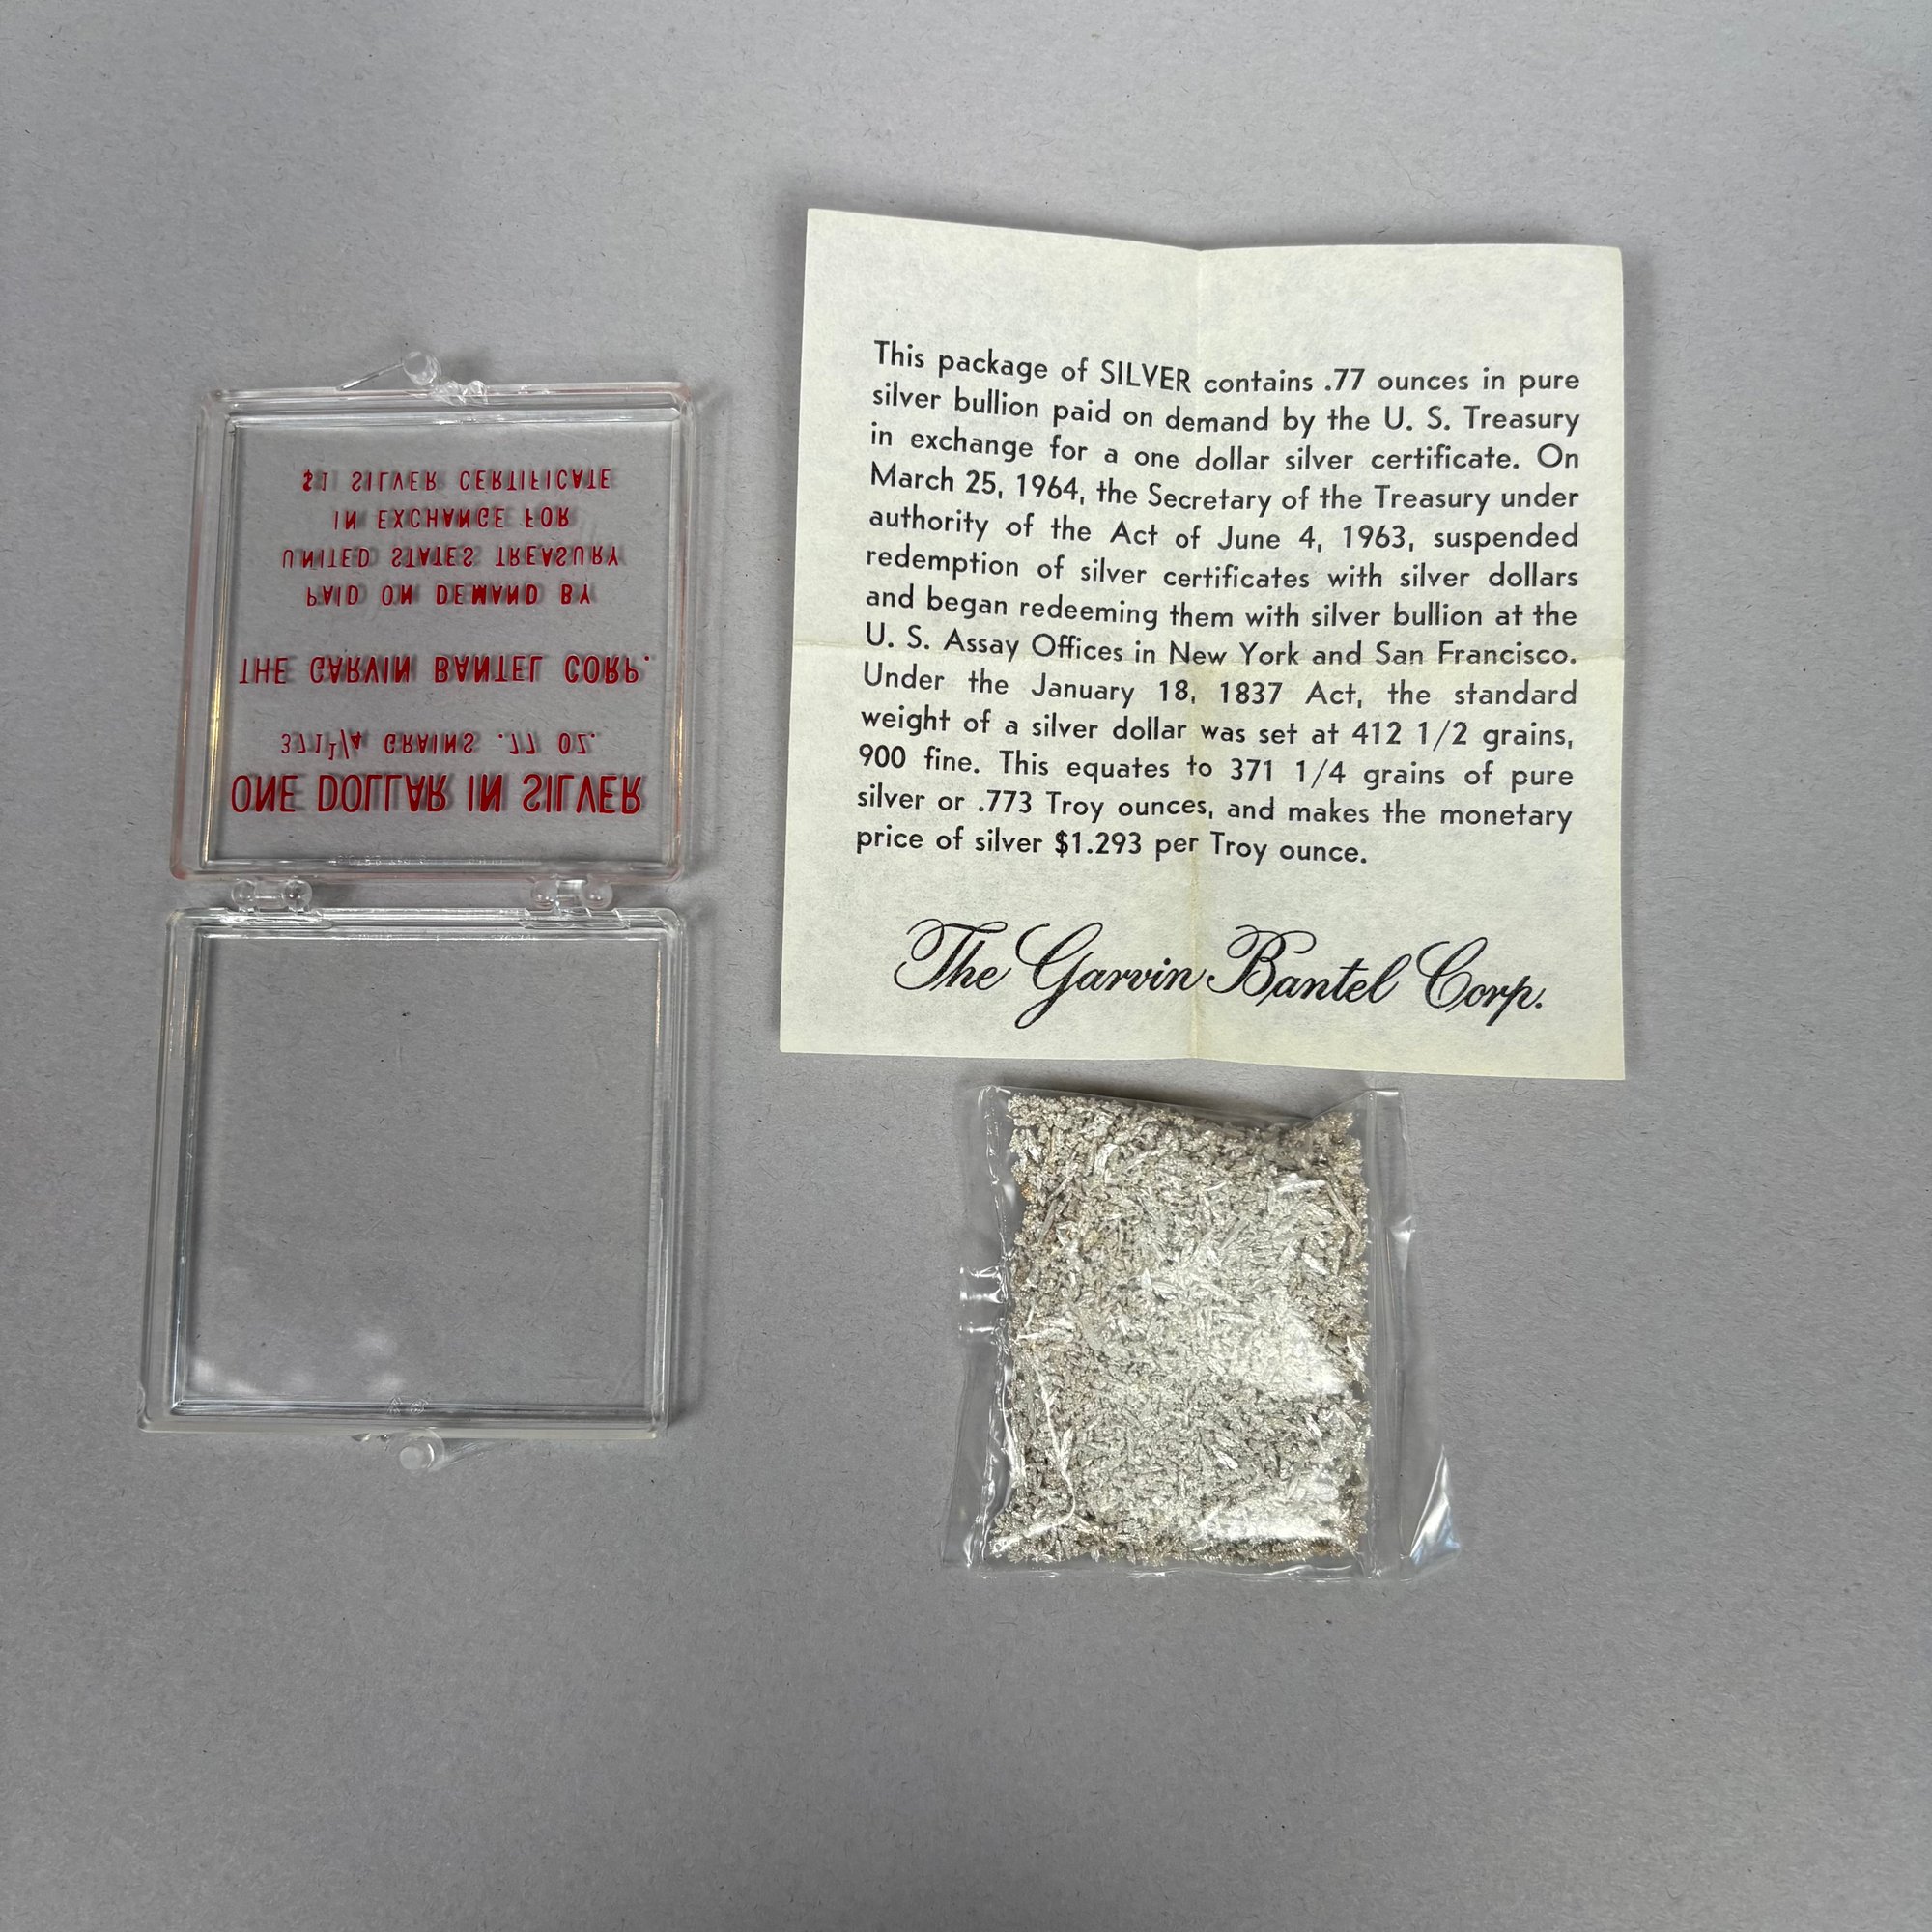 ONE DOLLAR IN SILVER
371 1/4 GRAINS .77 OZ.
THE GARVIN BANTEL CORP.
PAID ON DEMAND BY
UNITED STATES TREASURY
IN EXCHANGE FOR
$1 SILVER CERTIFICATE
This package of SILVER contains .77 ounces in pure
silver bullion paid on demand by the U. S. Treasury
in exchange for a one dollar silver certificate. On
March 25, 1964, the Secretary of the Treasury under
authority of the Act of June 4, 1963, suspended
redemption of silver certificates with silver dollars
and began redeeming them with silver bullion at the
U. S. Assay Offices in New York and San Francisco.
Under the January 18, 1837 Act, the standard
weight of a silver dollar was set at 412 1/2 grains,
900 fine. This equates to 371 1/4 grains of pure
silver or .773 Troy ounces, and makes the monetary
price of silver $1.293 per Troy ounce.
The Garvin Bantel Corp.